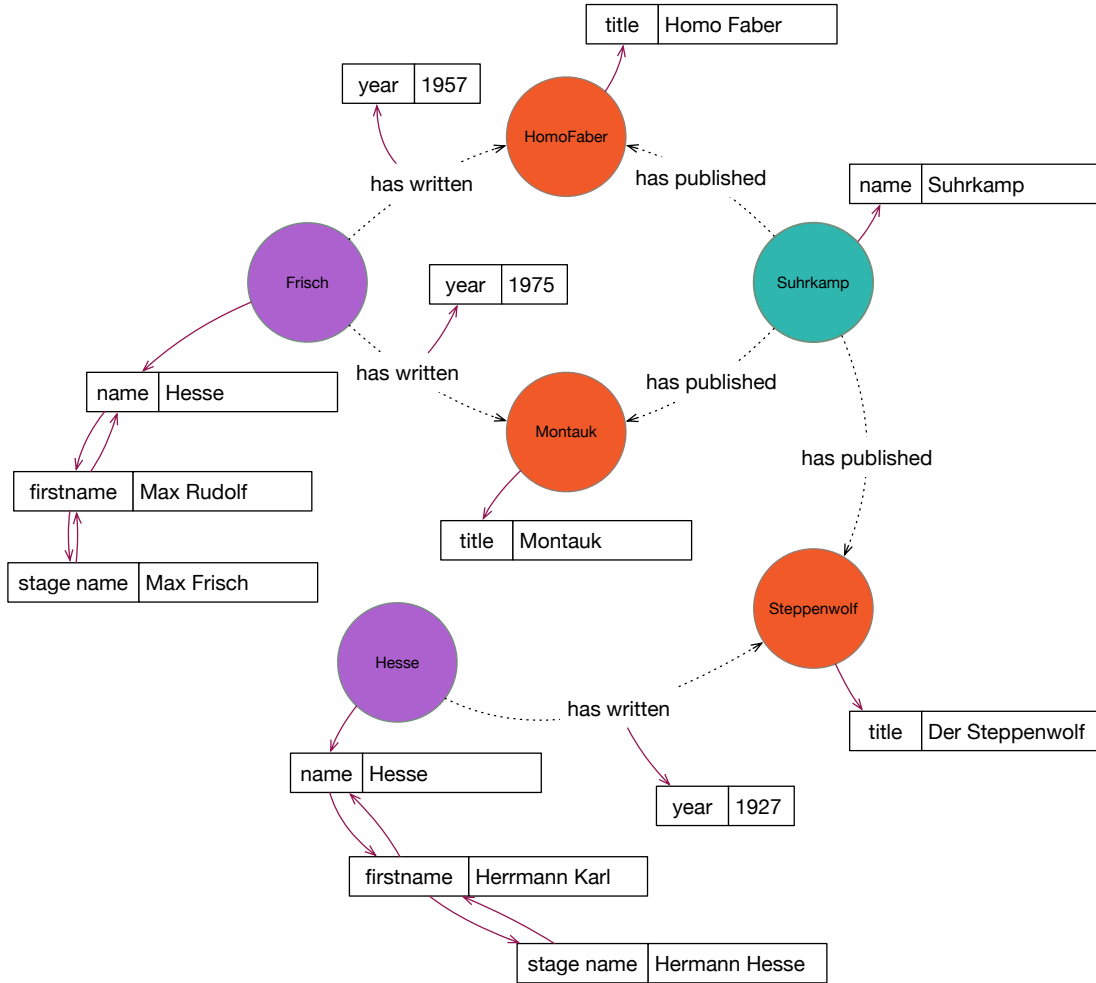 title Homo Faber
year 1957
HomoFaber
has written
has published
name Suhrkamp
Frisch
year 1975
Suhrkamp
has written
has published
name Hesse
Montauk
has published
firstname Max Rudolf
title Montauk
stage name Max Frisch
Steppenwolf
Hesse
has written
title Der Steppenwolf
name Hesse
year 1927
firstname Herrmann Karl
stage name Hermann Hesse